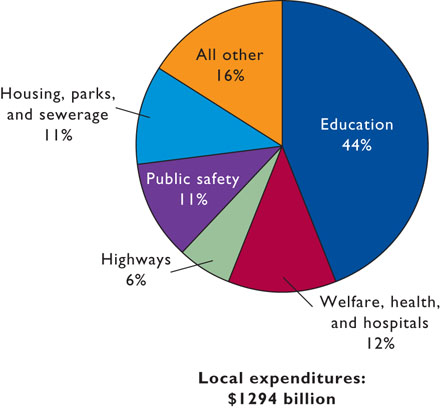 All other
16%
Housing, parks,
and sewerage
11%
Education
44%
Public safety
11%
Highways
6%
Welfare, health,
and hospitals
12%
Local expenditures:
$1294 billion